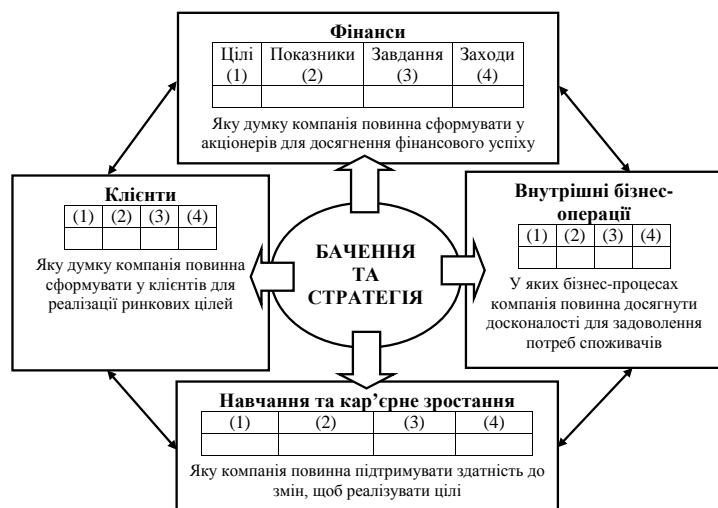 Фінанси
Цілі Показники Завдання Заходи
(1) (2) (3) (4)
Яку думку компанія повинна сформувати у
акціонерів для досягнення фінансового успіху
Клієнти
(1) (2) (3) (4)
Яку думку компанія повинна
сформувати у клієнтів для
реалізації ринкових цілей
БАЧЕННЯ
ТА
СТРАТЕГІЯ
Внутрішні бізнес-
операції
(1) (2) (3) (4)
У яких бізнес-процесах
компанія повинна досягнути
досконалості для задоволення
потреб споживачів
Навчання та кар’єрне зростання
(1) (2) (3) (4)
Яку компанія повинна підтримувати здатність до
змін, щоб реалізувати цілі